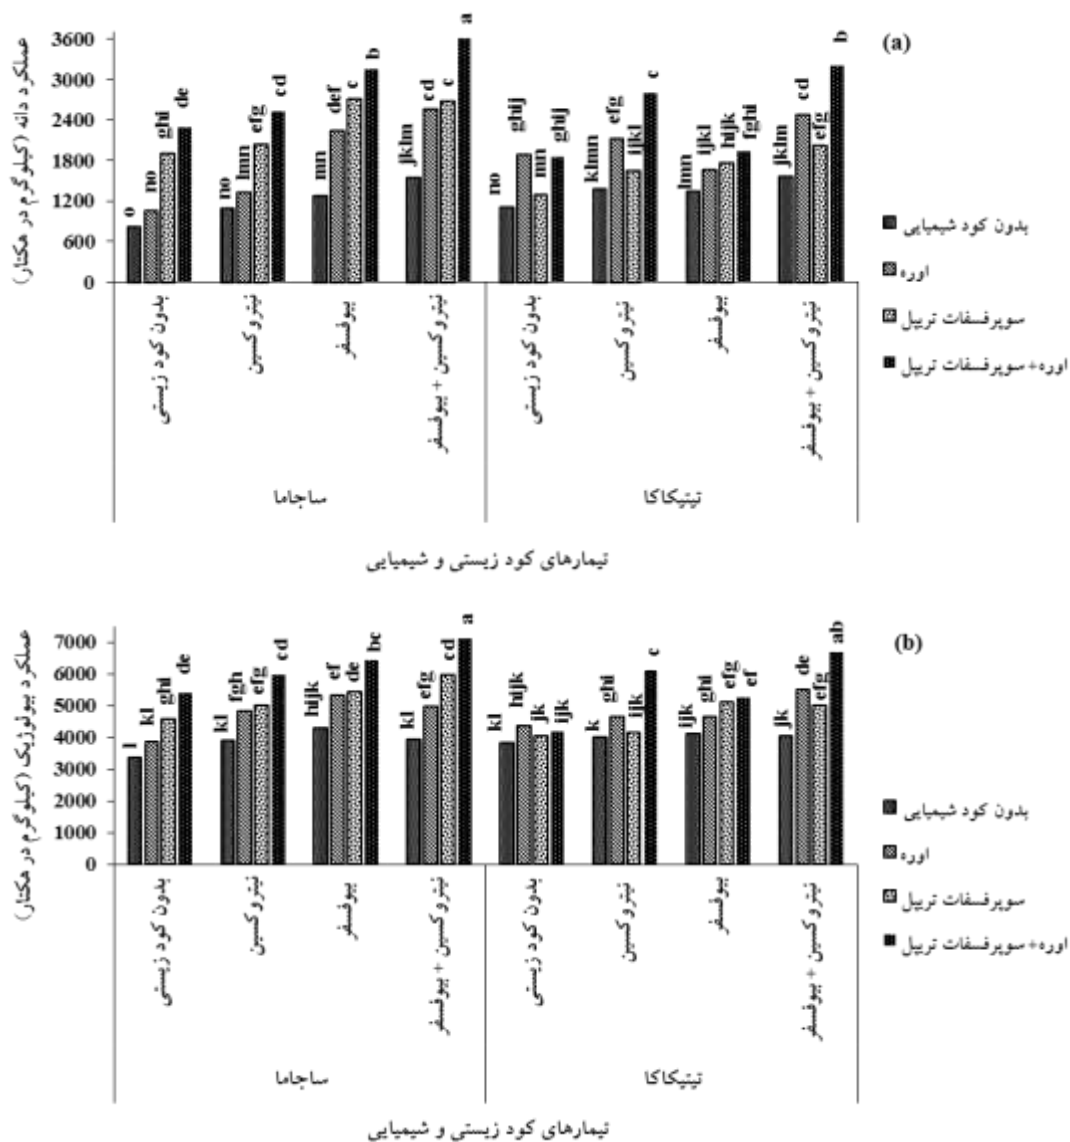 (a)
عملکرد دانه (کیلوگرم در هکتار)
3600
3000
2400
1800
1200
600
0
o no ghi de
no lmn efg cd
mn def c b
jklm cd c a
no ghij mn ghij
klmn efg ijkl c
lmn ijkl hijk fghi
jklm cd efg b
بدون کود زیستی
نیتروکسین
بیوفسفر
نیتروکسین + بیوفسفر
بدون کود زیستی
نیتروکسین
بیوفسفر
نیتروکسین + بیوفسفر
ساجاما
تیتیکاکا
تیمارهای کود زیستی و شیمیایی
بدون کود شیمیایی
اوره
سوپرفسفات تریپل
اوره+ سوپرفسفات تریپل
(b)
عملکرد بیولوژیک (کیلوگرم در هکتار)
7000
6000
5000
4000
3000
2000
1000
0
l kl ghi de
kl fgh efg cd
hijk ef de bc
kl efg cd a
kl hijk jk ijk
k ghi ijk c
ijk ghi efg ef
jk de efg ab
بدون کود زیستی
نیتروکسین
بیوفسفر
نیتروکسین + بیوفسفر
بدون کود زیستی
نیتروکسین
بیوفسفر
نیتروکسین + بیوفسفر
ساجاما
تیتیکاکا
تیمارهای کود زیستی و شیمیایی
بدون کود شیمیایی
اوره
سوپرفسفات تریپل
اوره+ سوپرفسفات تریپل